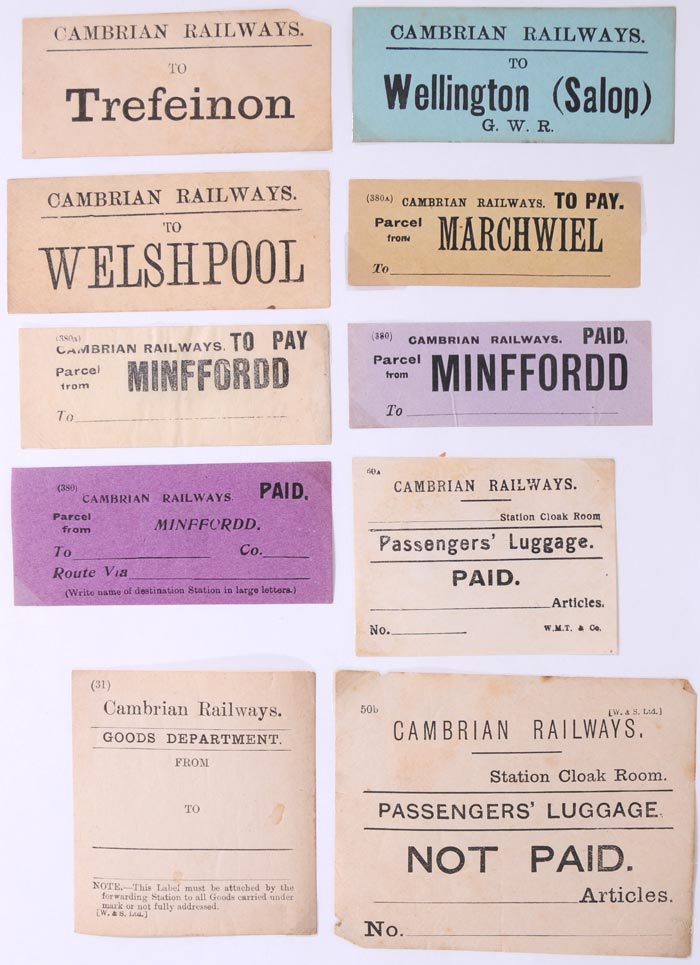 CAMBRIAN RAILWAYS.
TO
Trefeinon
CAMBRIAN RAILWAYS.
TO
Wellington (Salop)
G. W. R.
CAMBRIAN RAILWAYS.
TO
WELSHPOOL
(380A) CAMBRIAN RAILWAYS. TO PAY.
Parcel from MARCHWIEL
To
(380A)
CAMBRIAN RAILWAYS. TO PAY
Parcel from MINFFORDD
To
(380) CAMBRIAN RAILWAYS. PAID.
Parcel from MINFFORDD
To
(380)
CAMBRIAN RAILWAYS. PAID.
Parcel from MINFFORDD.
To Co.
Route Via
(Write name of destination Station in large letters.)
60A
CAMBRIAN RAILWAYS.
Station Cloak Room
Passengers' Luggage.
PAID.
Articles.
No. W.M.T. & Co.
(31)
Cambrian Railways.
GOODS DEPARTMENT.
FROM
TO
NOTE.—This Label must be attached by the
forwarding Station to all Goods carried under
mark or not fully addressed.
[W. & S. Ltd.]
50b [W. & S. Ltd.]
CAMBRIAN RAILWAYS.
Station Cloak Room.
PASSENGERS' LUGGAGE.
NOT PAID.
Articles.
No.